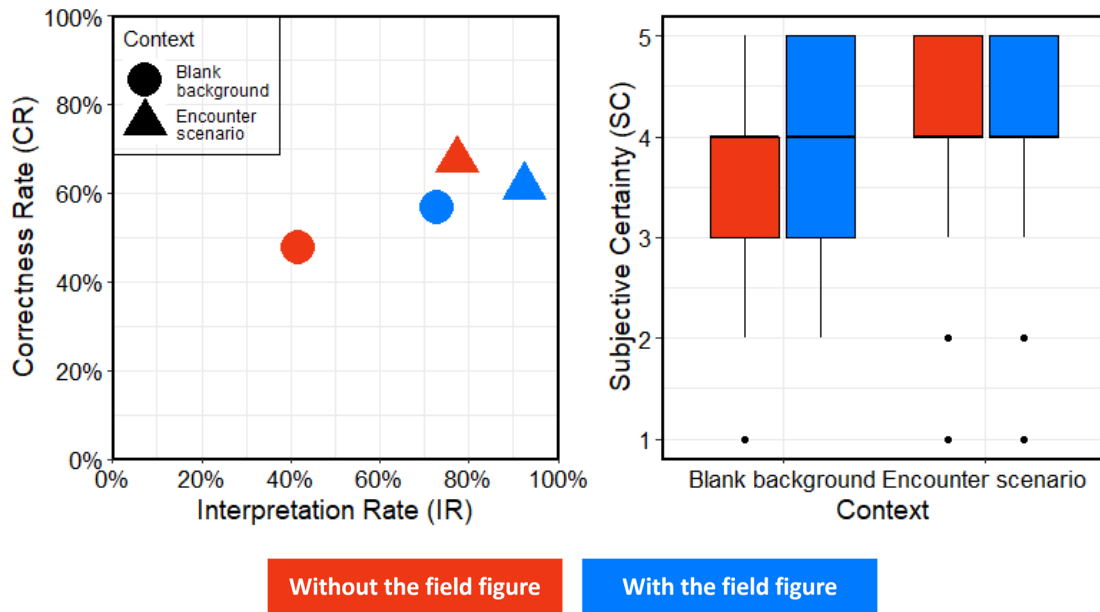 100%
80%
60%
40%
20%
0%
Correctness Rate (CR)
Context
Blank
background
Encounter
scenario
0% 20% 40% 60% 80% 100%
Interpretation Rate (IR)
5
4
3
2
1
Subjective Certainty (SC)
Blank background Encounter scenario
Context
Without the field figure
With the field figure